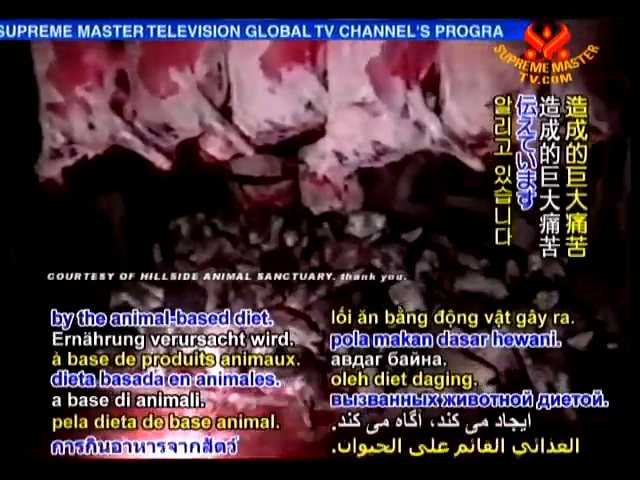 SUPREME MASTER TELEVISION GLOBAL TV CHANNEL'S PROGRA
SUPREME MASTER
TV.COM
造成的巨大痛苦
造成的巨大痛苦
伝えています
알리고 있습니다
COURTESY OF HILLSIDE ANIMAL SANCTUARY. thank you.
by the animal-based diet.
Ernährung verursacht wird.
à base de produits animaux.
dieta basada en animales.
a base di animali.
pela dieta de base animal.
การกินอาหารจากสัตว์
lối ăn bằng động vật gây ra.
pola makan dasar hewani.
авдаг байна.
oleh diet daging.
вызванных животной диетой.
ایجاد می کند، آگاه می کند.
الغذائي القائم على الحيوان.